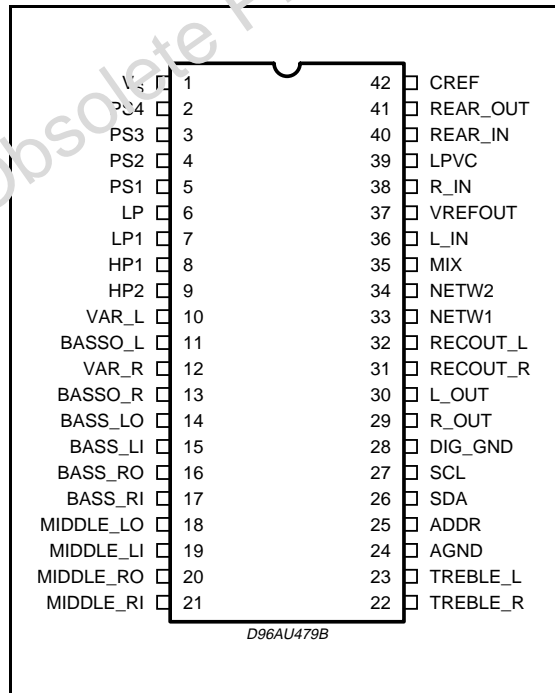 Obsolete P
Vs 1 42 CREF
PS4 2 41 REAR_OUT
PS3 3 40 REAR_IN
PS2 4 39 LPVC
PS1 5 38 R_IN
LP 6 37 VREFOUT
LP1 7 36 L_IN
HP1 8 35 MIX
HP2 9 34 NETW2
VAR_L 10 33 NETW1
BASSO_L 11 32 RECOUT_L
VAR_R 12 31 RECOUT_R
BASSO_R 13 30 L_OUT
BASS_LO 14 29 R_OUT
BASS_LI 15 28 DIG_GND
BASS_RO 16 27 SCL
BASS_RI 17 26 SDA
MIDDLE_LO 18 25 ADDR
MIDDLE_LI 19 24 AGND
MIDDLE_RO 20 23 TREBLE_L
MIDDLE_RI 21 22 TREBLE_R
D96AU479B